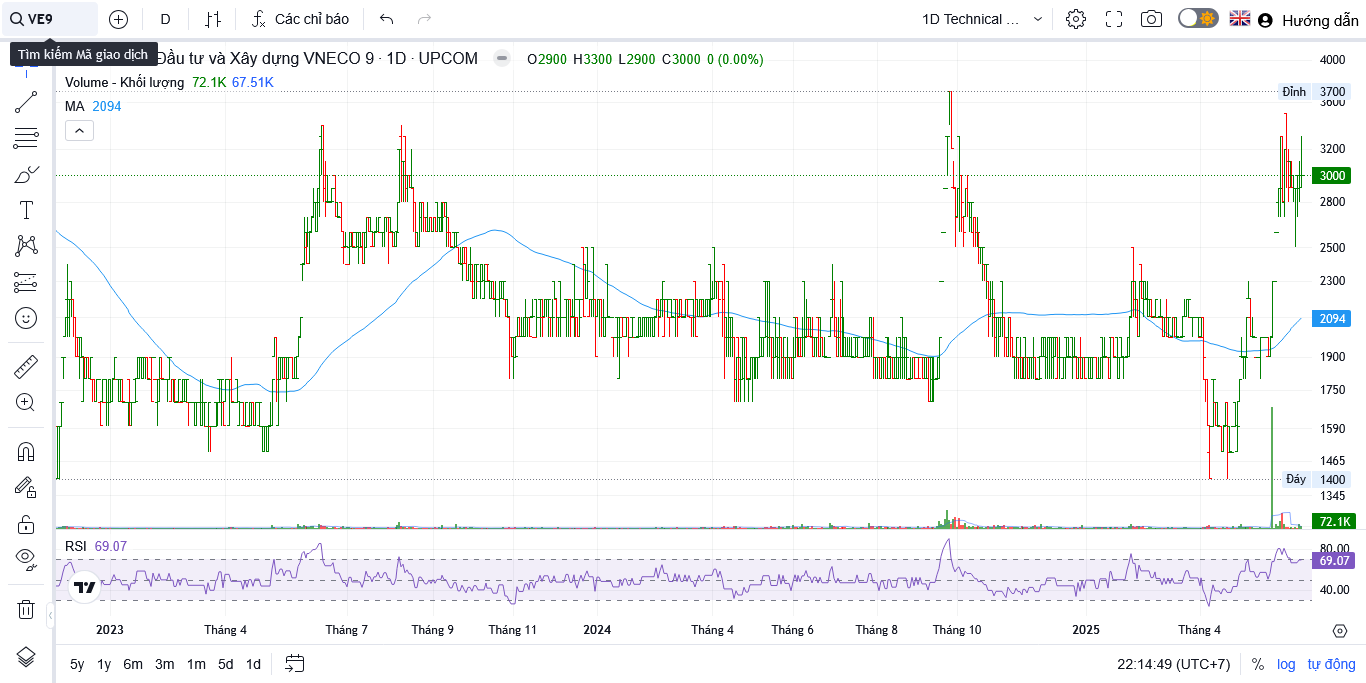 VE9 D Các chỉ báo 1D Technical ... Hướng dẫn
Tìm kiếm Mã giao dịch
Đầu tư và Xây dựng VNECO 9 · 1D · UPCOM O2900 H3300 L2900 C3000 0 (0.00%)
Volume - Khối lượng 72.1K 67.51K
MA 2094
4000
Đỉnh 3700
3600
3200
3000
2800
2500
2300
2094
1900
1750
1590
1465
Đáy 1400
1345
72.1K
RSI 69.07
80.00
69.07
40.00
2023 Tháng 4 Tháng 7 Tháng 9 Tháng 11 2024 Tháng 4 Tháng 6 Tháng 8 Tháng 10 2025 Tháng 4
5y 1y 6m 3m 1m 5d 1d 22:14:49 (UTC+7) % log tự động